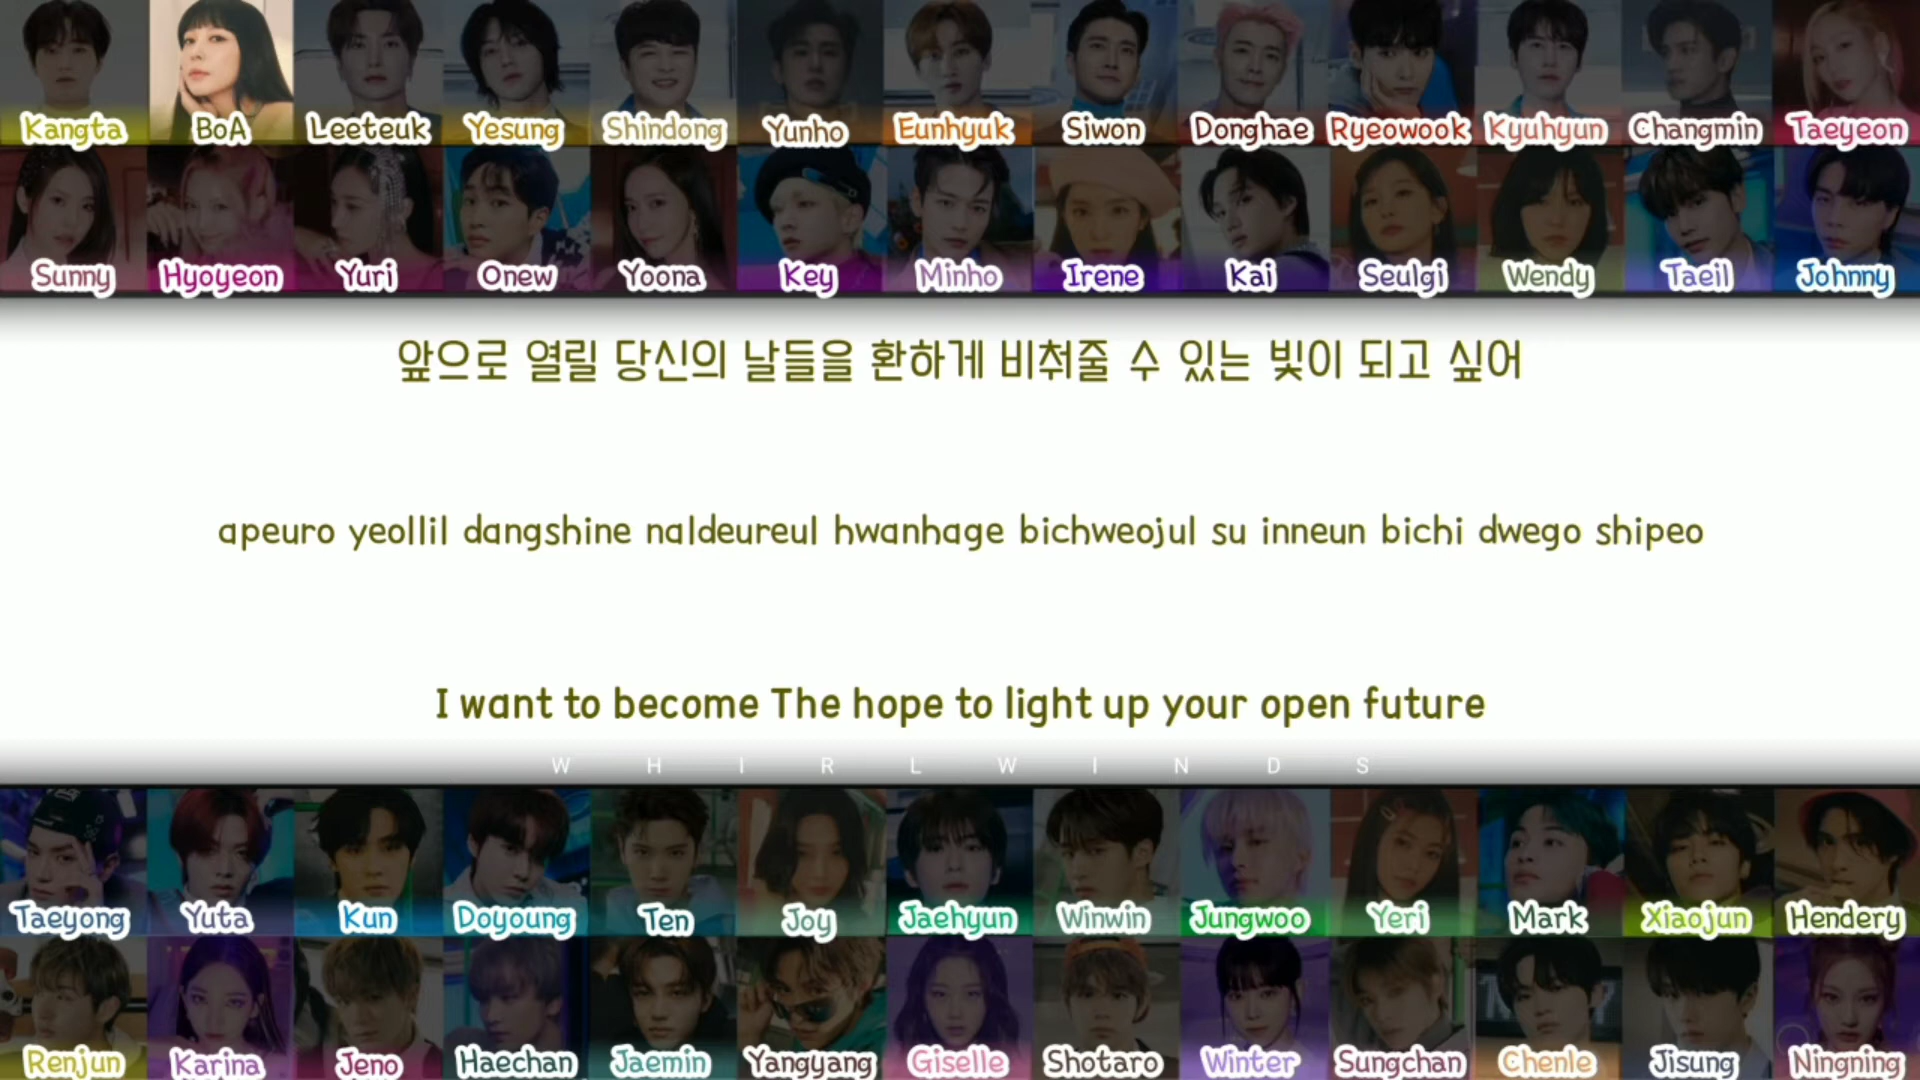 Kangta BoA Leeteuk Yesung Shindong Yunho Eunhyuk Siwon Donghae Ryeowook Kyuhyun Changmin Taeyeon
Sunny Hyoyeon Yuri Onew Yoona Key Minho Irene Kai Seulgi Wendy Taeil Johnny
앞으로 열릴 당신의 날들을 환하게 비춰줄 수 있는 빛이 되고 싶어
apeuro yeollil dangshine naldeureul hwanhage bichweojul su inneun bichi dwego shipeo
I want to become The hope to light up your open future
WHIRLWINDS
Taeyong Yuta Kun Doyoung Ten Joy Jaehyun Winwin Jungwoo Yeri Mark Xiaojun Hendery
Renjun Karina Jeno Haechan Jaemin Yangyang Giselle Shotaro Winter Sungchan Chenle Jisung Ningning